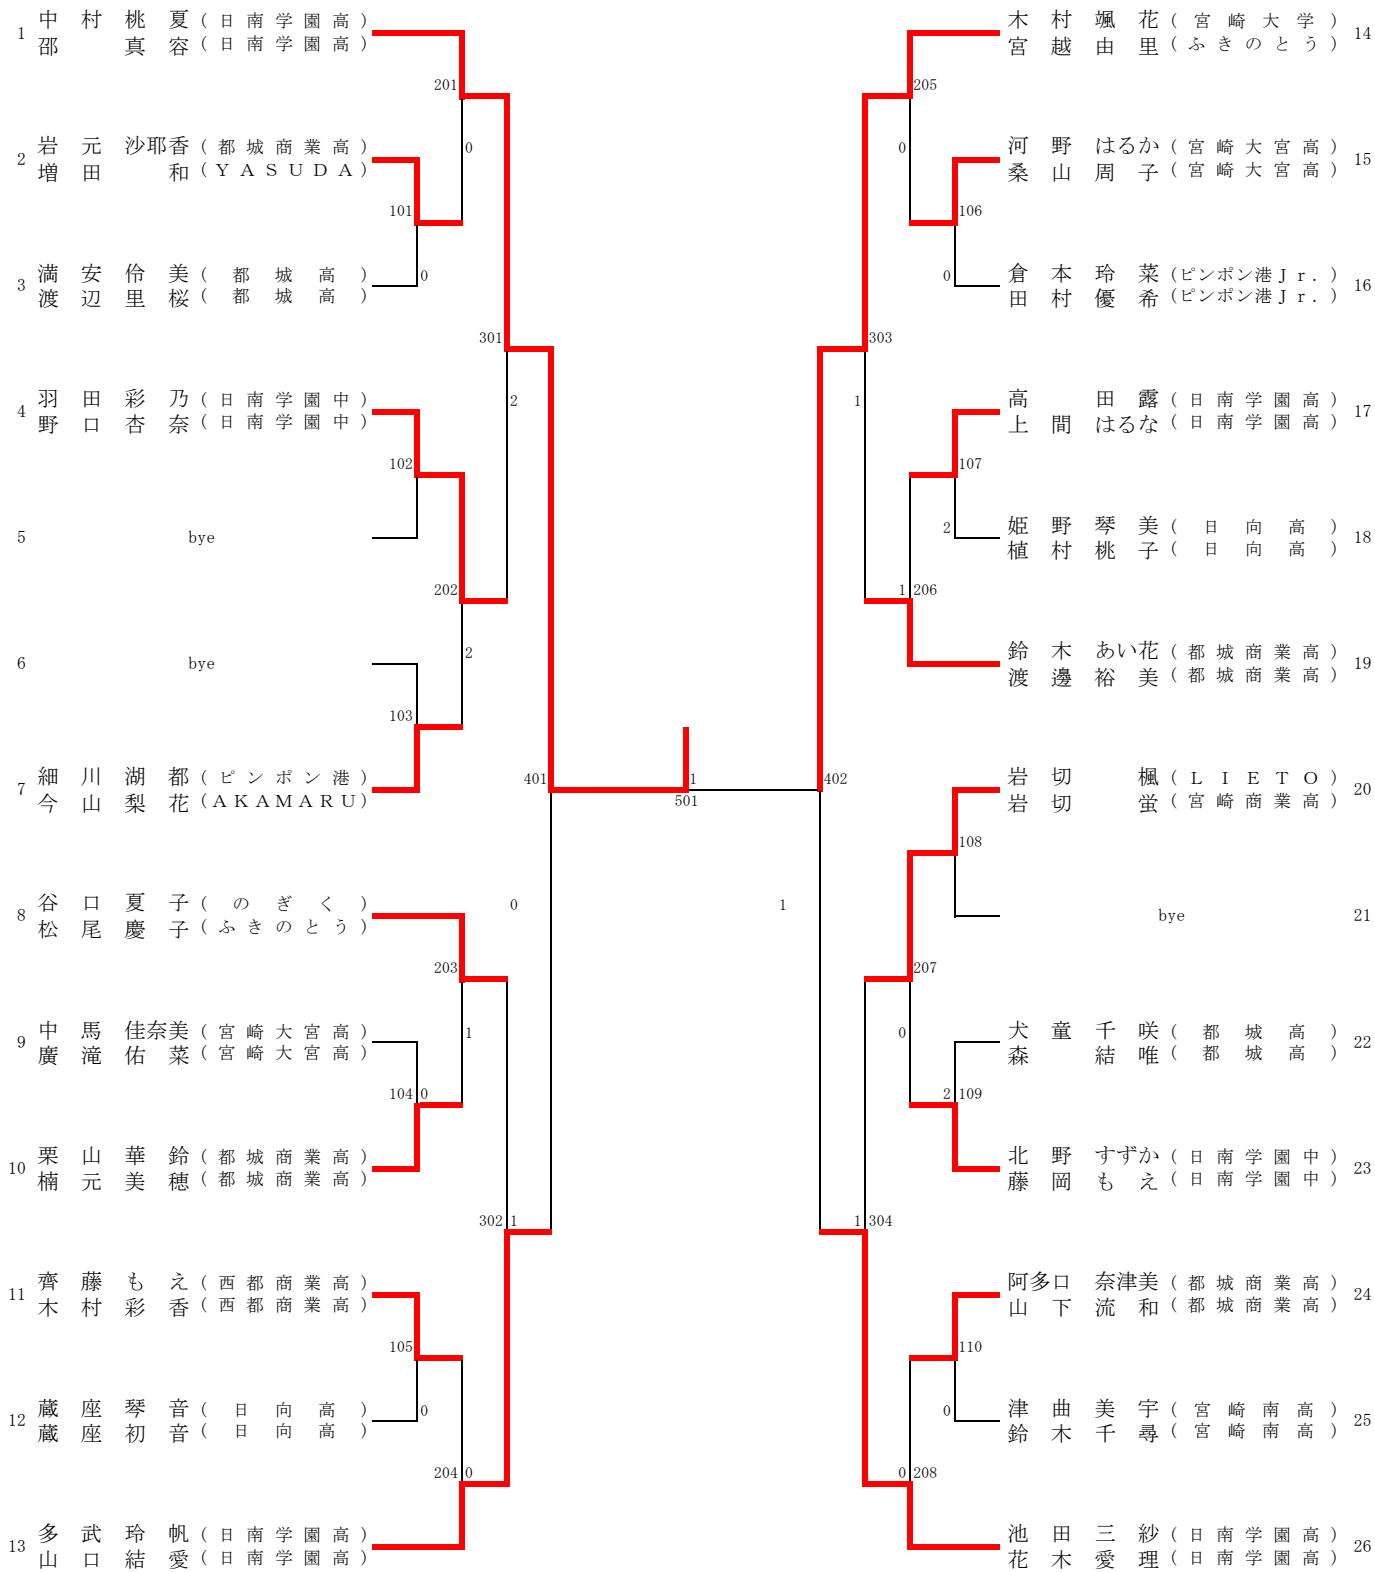 1 中村桃夏(日南学園高)
邵真容(日南学園高)
201
0
2 岩元沙耶香(都城商業高)
増田和(YASUDA)
101
0
3 満安伶美(都城高)
渡辺里桜(都城高)
301
2
4 羽田彩乃(日南学園中)
野口杏奈(日南学園中)
102
5 bye
202
2
6 bye
103
7 細川湖都(ピンポン港)
今山梨花(AKAMARU)
401
0
8 谷口夏子(のぎく)
松尾慶子(ふきのとう)
203
1
9 中馬佳奈美(宮崎大宮高)
廣滝佑菜(宮崎大宮高)
104 0
10 栗山華鈴(都城商業高)
楠元美穂(都城商業高)
302 1
11 齊藤もえ(西都商業高)
木村彩香(西都商業高)
105
0
12 蔵座琴音(日向高)
蔵座初音(日向高)
204 0
13 多武玲帆(日南学園高)
山口結愛(日南学園高)
1
501
木村颯花(宮崎大学) 14
宮越由里(ふきのとう)
205
0
河野はるか(宮崎大宮高) 15
桑山周子(宮崎大宮高)
106
0
倉本玲菜(ピンポン港Jr.) 16
田村優希(ピンポン港Jr.)
303
1
高田露(日南学園高) 17
上間はるな(日南学園高)
107
2
姫野琴美(日向高) 18
植村桃子(日向高)
1 206
鈴木あい花(都城商業高) 19
渡邊裕美(都城商業高)
402
1
岩切楓(LIETO) 20
岩切蛍(宮崎商業高)
108
bye 21
207
0
犬童千咲(都城高) 22
森結唯(都城高)
2 109
北野すずか(日南学園中) 23
藤岡もえ(日南学園中)
1 304
阿多口奈津美(都城商業高) 24
山下流和(都城商業高)
110
0
津曲美宇(宮崎南高) 25
鈴木千尋(宮崎南高)
0 208
池田三紗(日南学園高) 26
花木愛理(日南学園高)